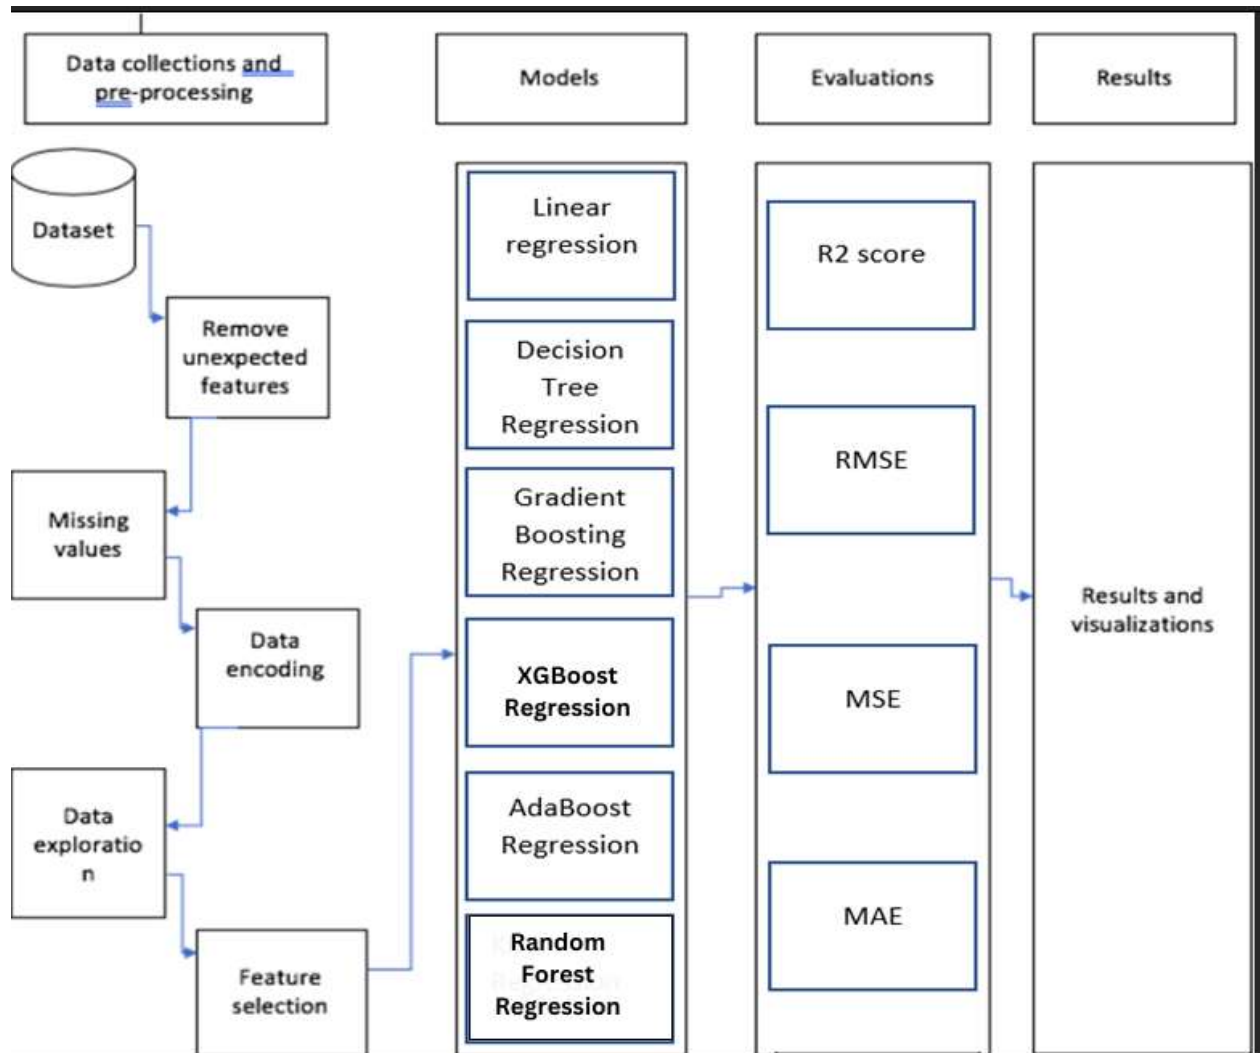 Data collections and
pre-processing
Models
Evaluations
Results
Dataset
Remove
unexpected
features
Missing
values
Data
encoding
Data
exploratio
n
Feature
selection
Linear
regression
Decision
Tree
Regression
Gradient
Boosting
Regression
XGBoost
Regression
AdaBoost
Regression
Random
Forest
Regression
R2 score
RMSE
MSE
MAE
Results and
visualizations